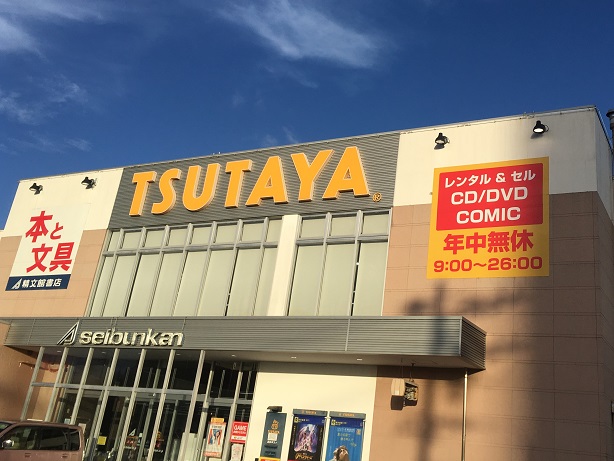 TSUTAYA
®
レンタル & セル
CD/DVD
COMIC
年中無休
9:00～26:00
本と
文具
精文館書店
seibunkan
GAME